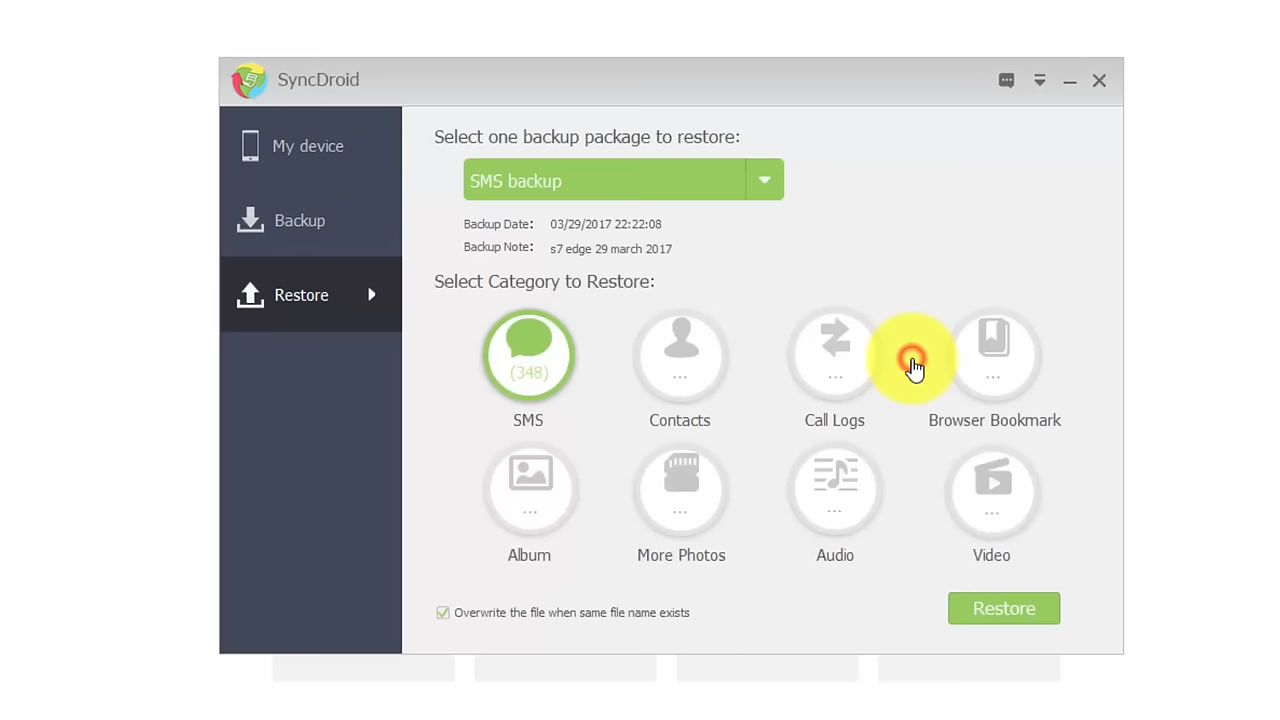 SyncDroid
My device
Backup
Restore
Select one backup package to restore:
SMS backup
Backup Date: 03/29/2017 22:22:08
Backup Note: s7 edge 29 march 2017
Select Category to Restore:
(348) ... ... ...
SMS Contacts Call Logs Browser Bookmark
... ... ... ...
Album More Photos Audio Video
Overwrite the file when same file name exists
Restore